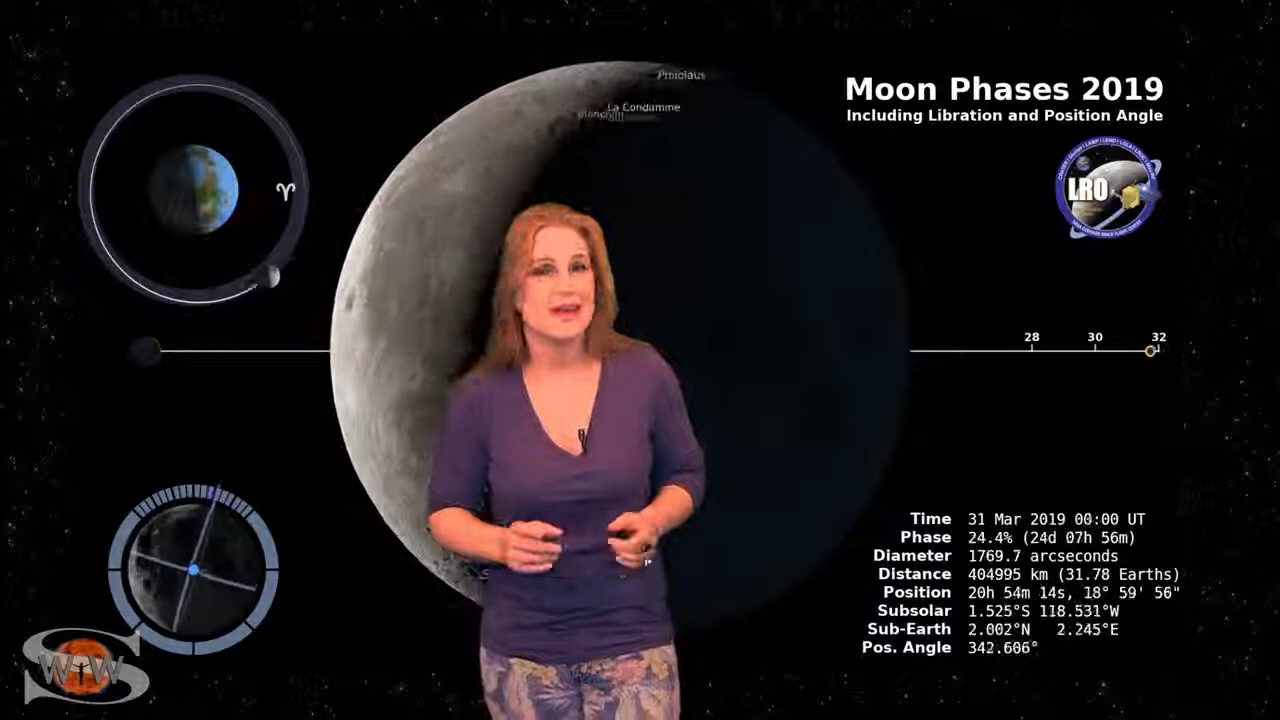 Moon Phases 2019
Including Libration and Position Angle
La Condamine
♈
LRO
28 30 32
Time 31 Mar 2019 00:00 UT
Phase 24.4% (24d 07h 56m)
Diameter 1769.7 arcseconds
Distance 404995 km (31.78 Earths)
Position 20h 54m 14s, 18° 59' 56"
Subsolar 1.525°S 118.531°W
Sub-Earth 2.002°N 2.245°E
Pos. Angle 342.606°
SWxW